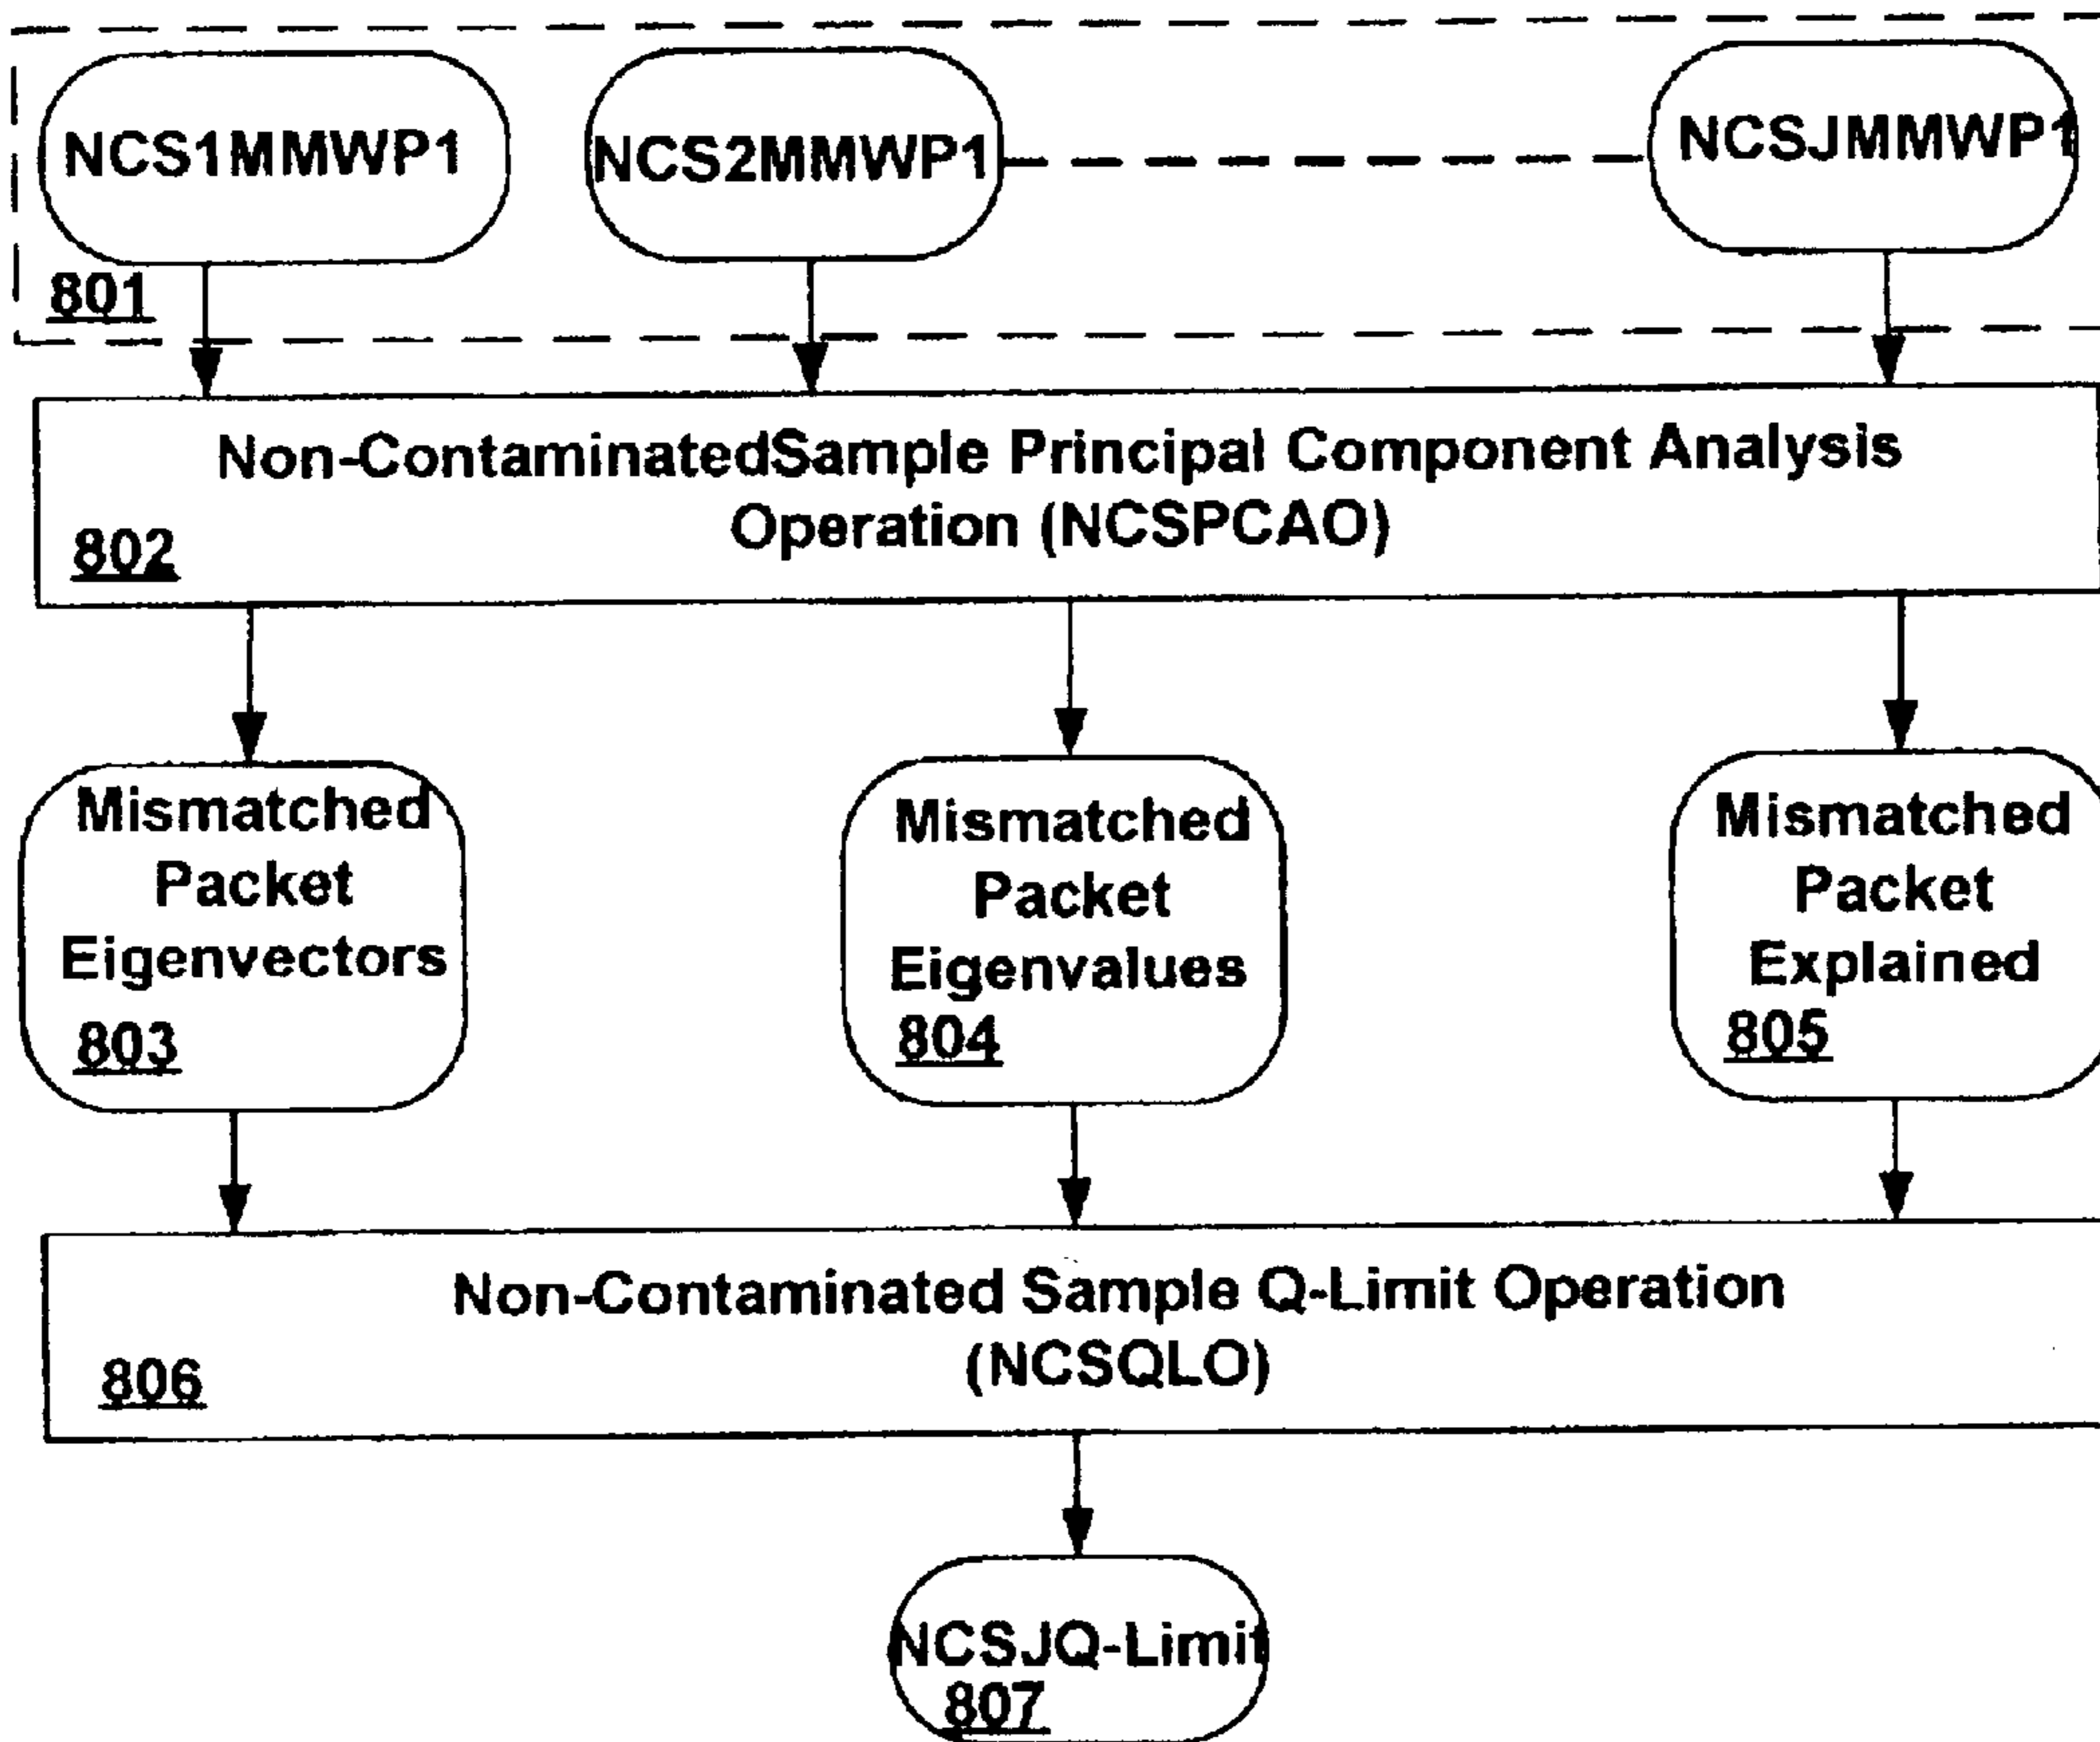 NCS1MMWP1
NCS2MMWP1
NCSJMMWP1
801
Non-ContaminatedSample Principal Component Analysis
Operation (NCSPCAO)
802
Mismatched
Packet
Eigenvectors
803
Mismatched
Packet
Eigenvalues
804
Mismatched
Packet
Explained
805
Non-Contaminated Sample Q-Limit Operation
(NCSQLO)
806
NCSJQ-Limit
807